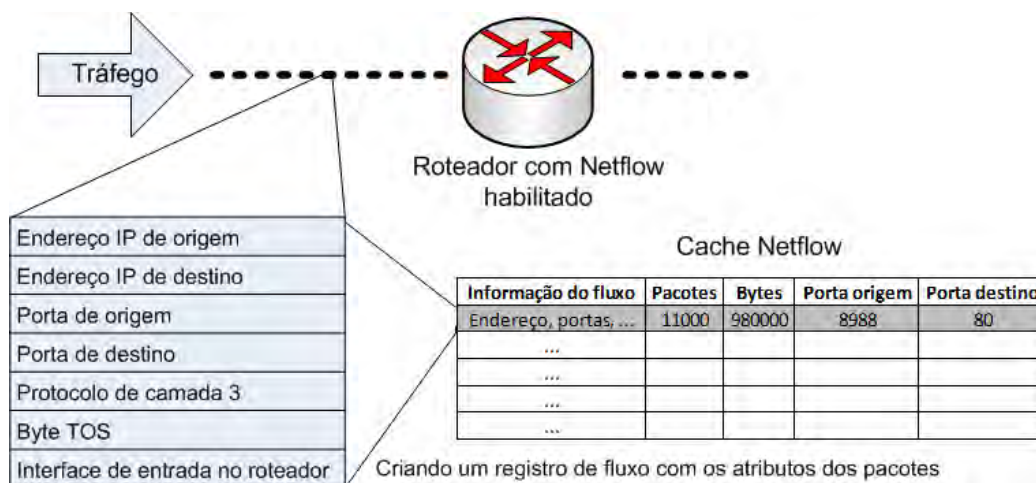 Tráfego
Roteador com Netflow
habilitado
Endereço IP de origem
Endereço IP de destino
Porta de origem
Porta de destino
Protocolo de camada 3
Byte TOS
Interface de entrada no roteador
Cache Netflow
Informação do fluxo Pacotes Bytes Porta origem Porta destino
Endereço, portas, ... 11000 980000 8988 80
...
...
...
...
Criando um registro de fluxo com os atributos dos pacotes